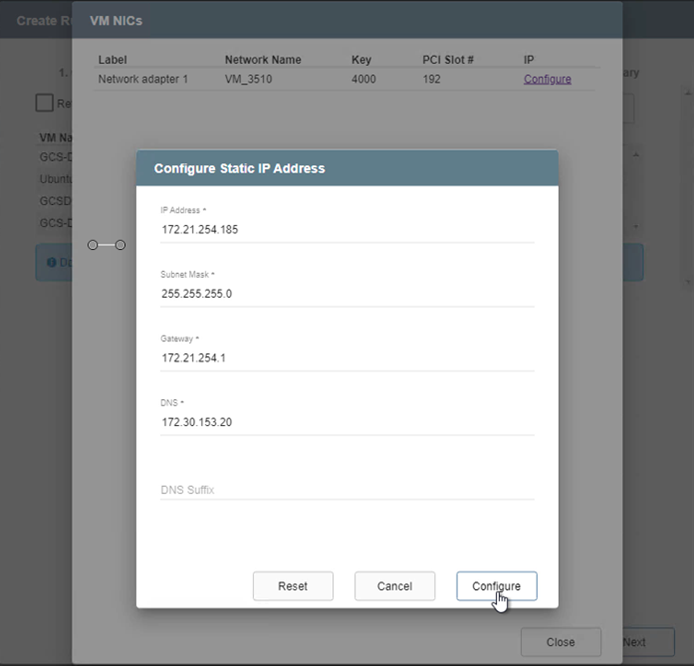 Create Ru
VM NICs
Label Network Name Key PCI Slot # IP
Network adapter 1 VM_3510 4000 192 Configure
1.
ary
Re
VM Na
GCS-D
Ubuntu
GCSD
GCS-D
Configure Static IP Address
IP Address *
172.21.254.185
Subnet Mask *
255.255.255.0
Gateway *
172.21.254.1
DNS *
172.30.153.20
DNS Suffix
Reset Cancel Configure
Close Next